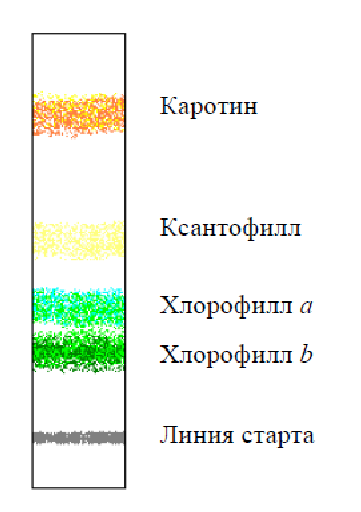 Каротин
Ксантофилл
Хлорофилл a
Хлорофилл b
Линия старта